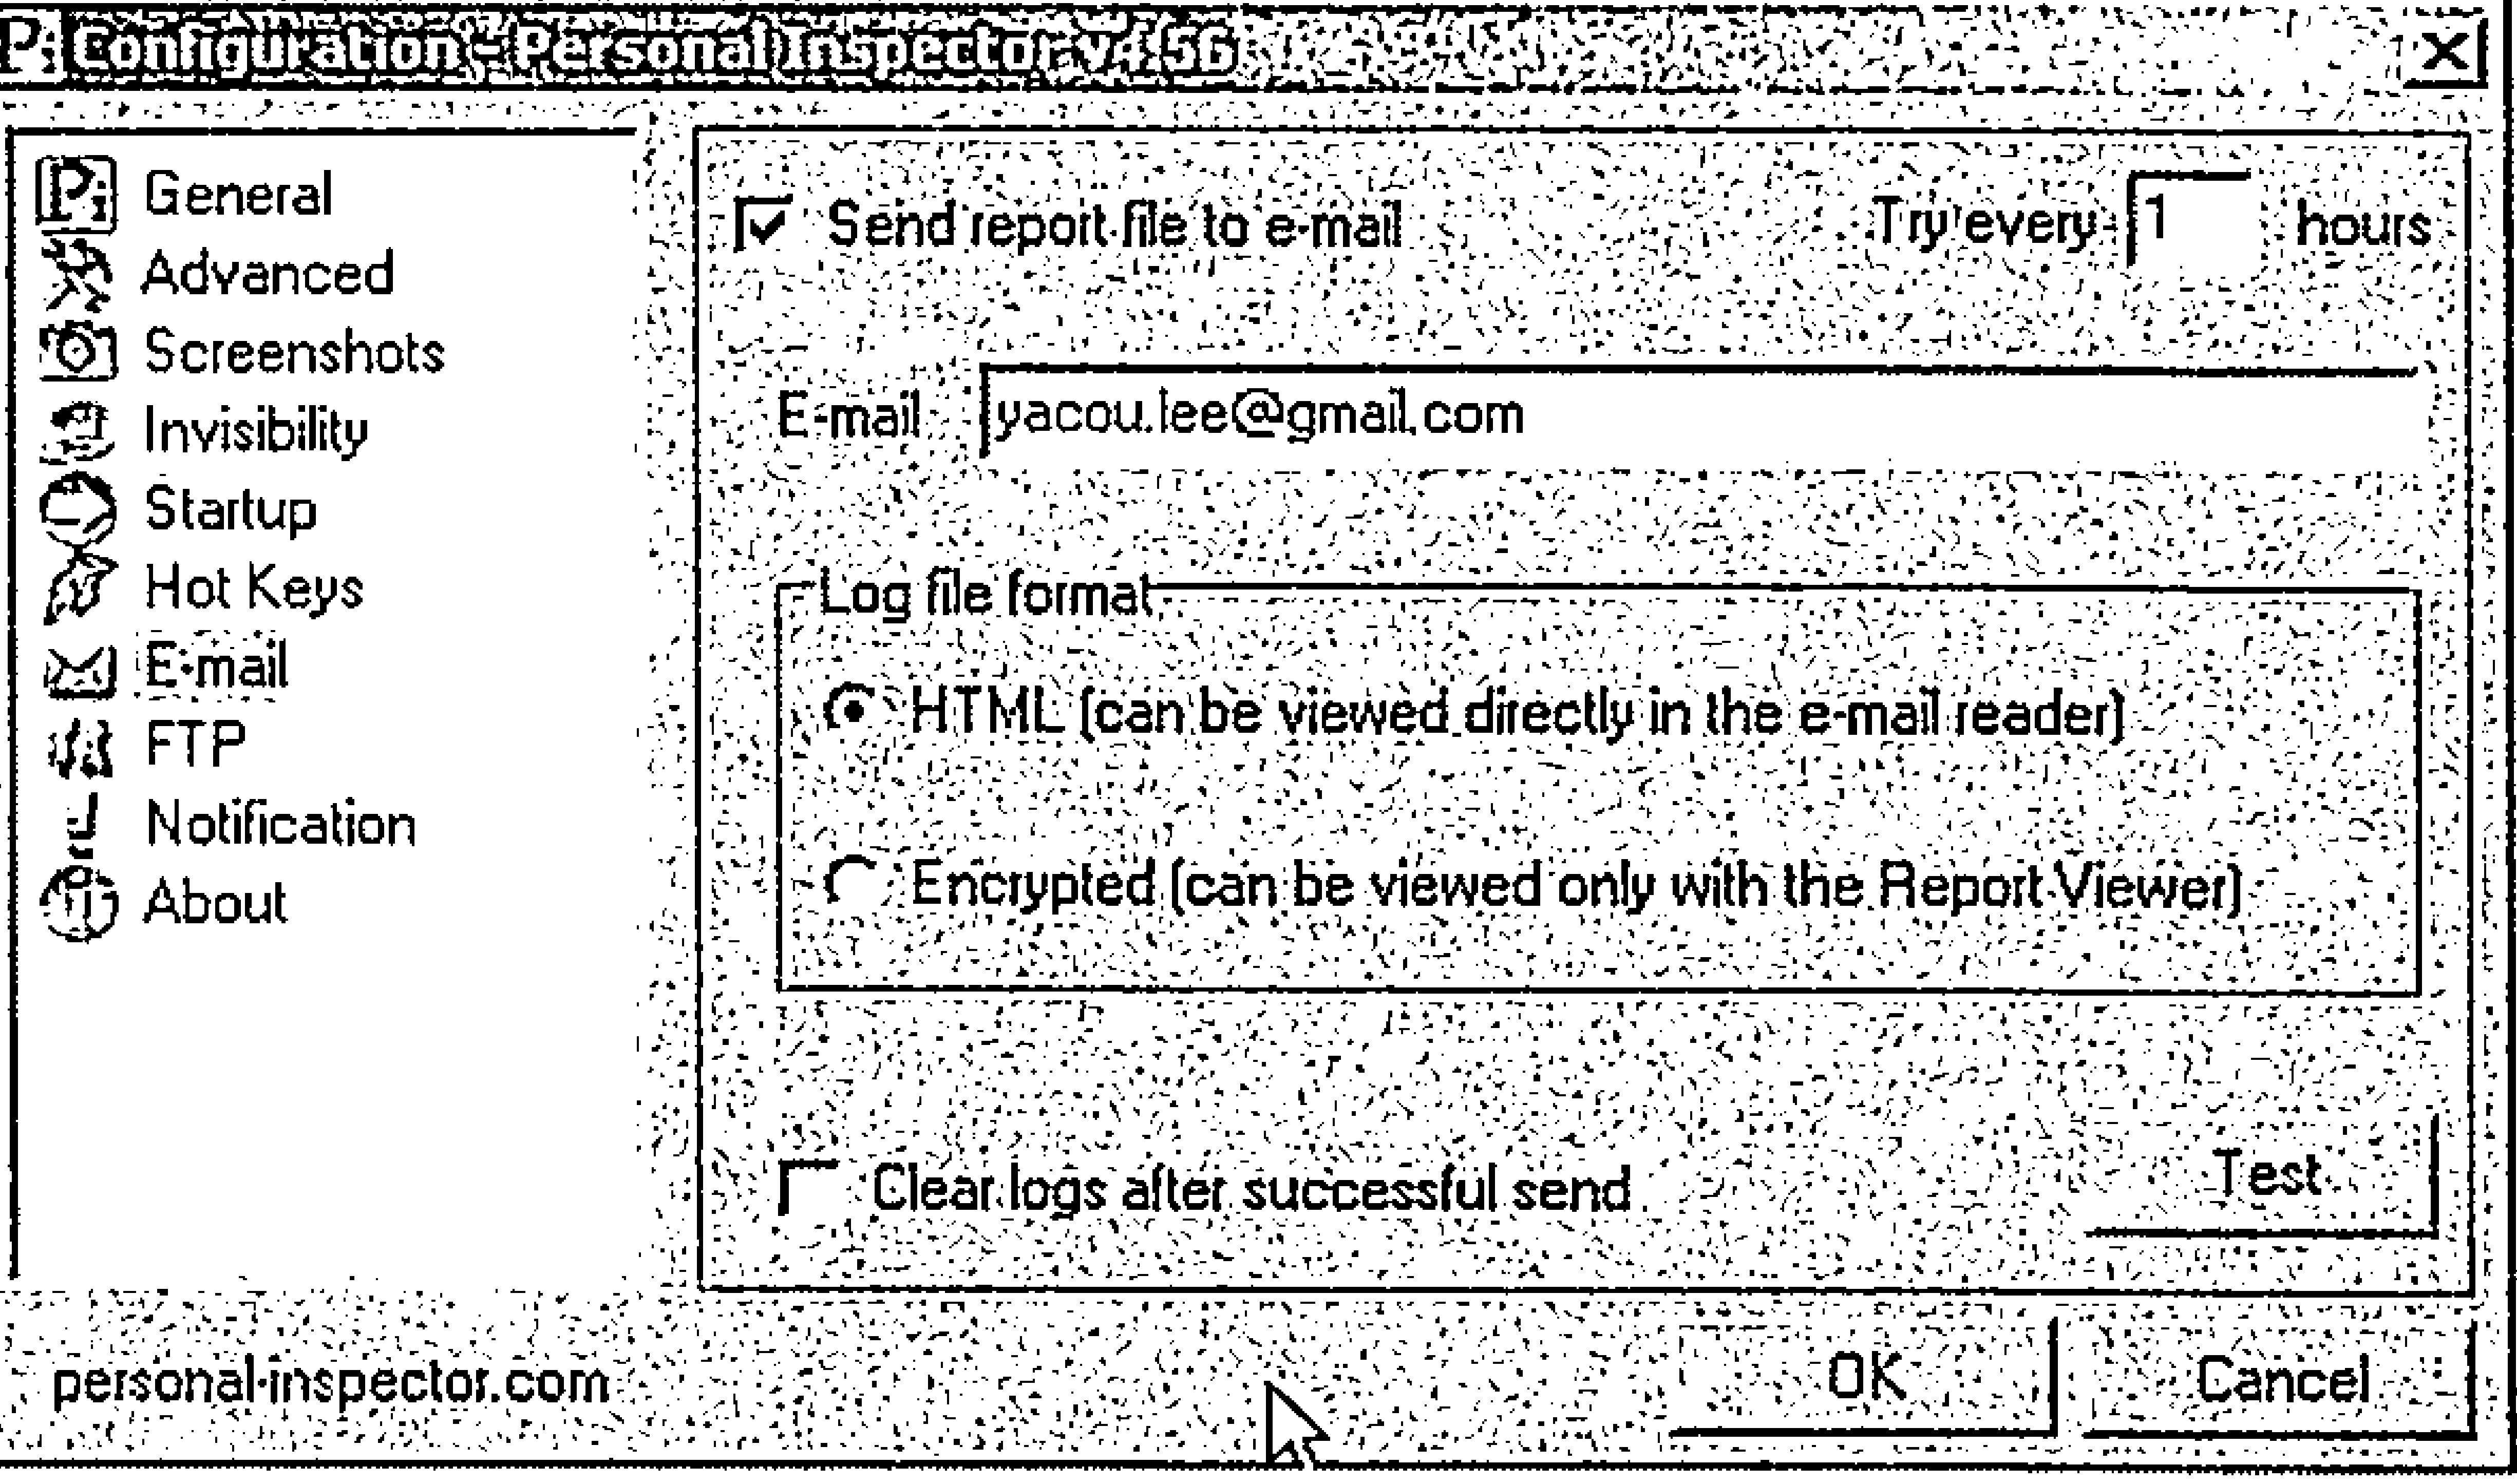 Configuration - Personal Inspector v4.56
General
Advanced
Screenshots
Invisibility
Startup
Hot Keys
E-mail
FTP
Notification
About
Send report file to e-mail
Try every 1 hours
E-mail yacou.lee@gmail.com
Log file format
HTML (can be viewed directly in the e-mail reader)
Encrypted (can be viewed only with the Report Viewer)
Clear logs after successful send
Test
personal-inspector.com
OK
Cancel